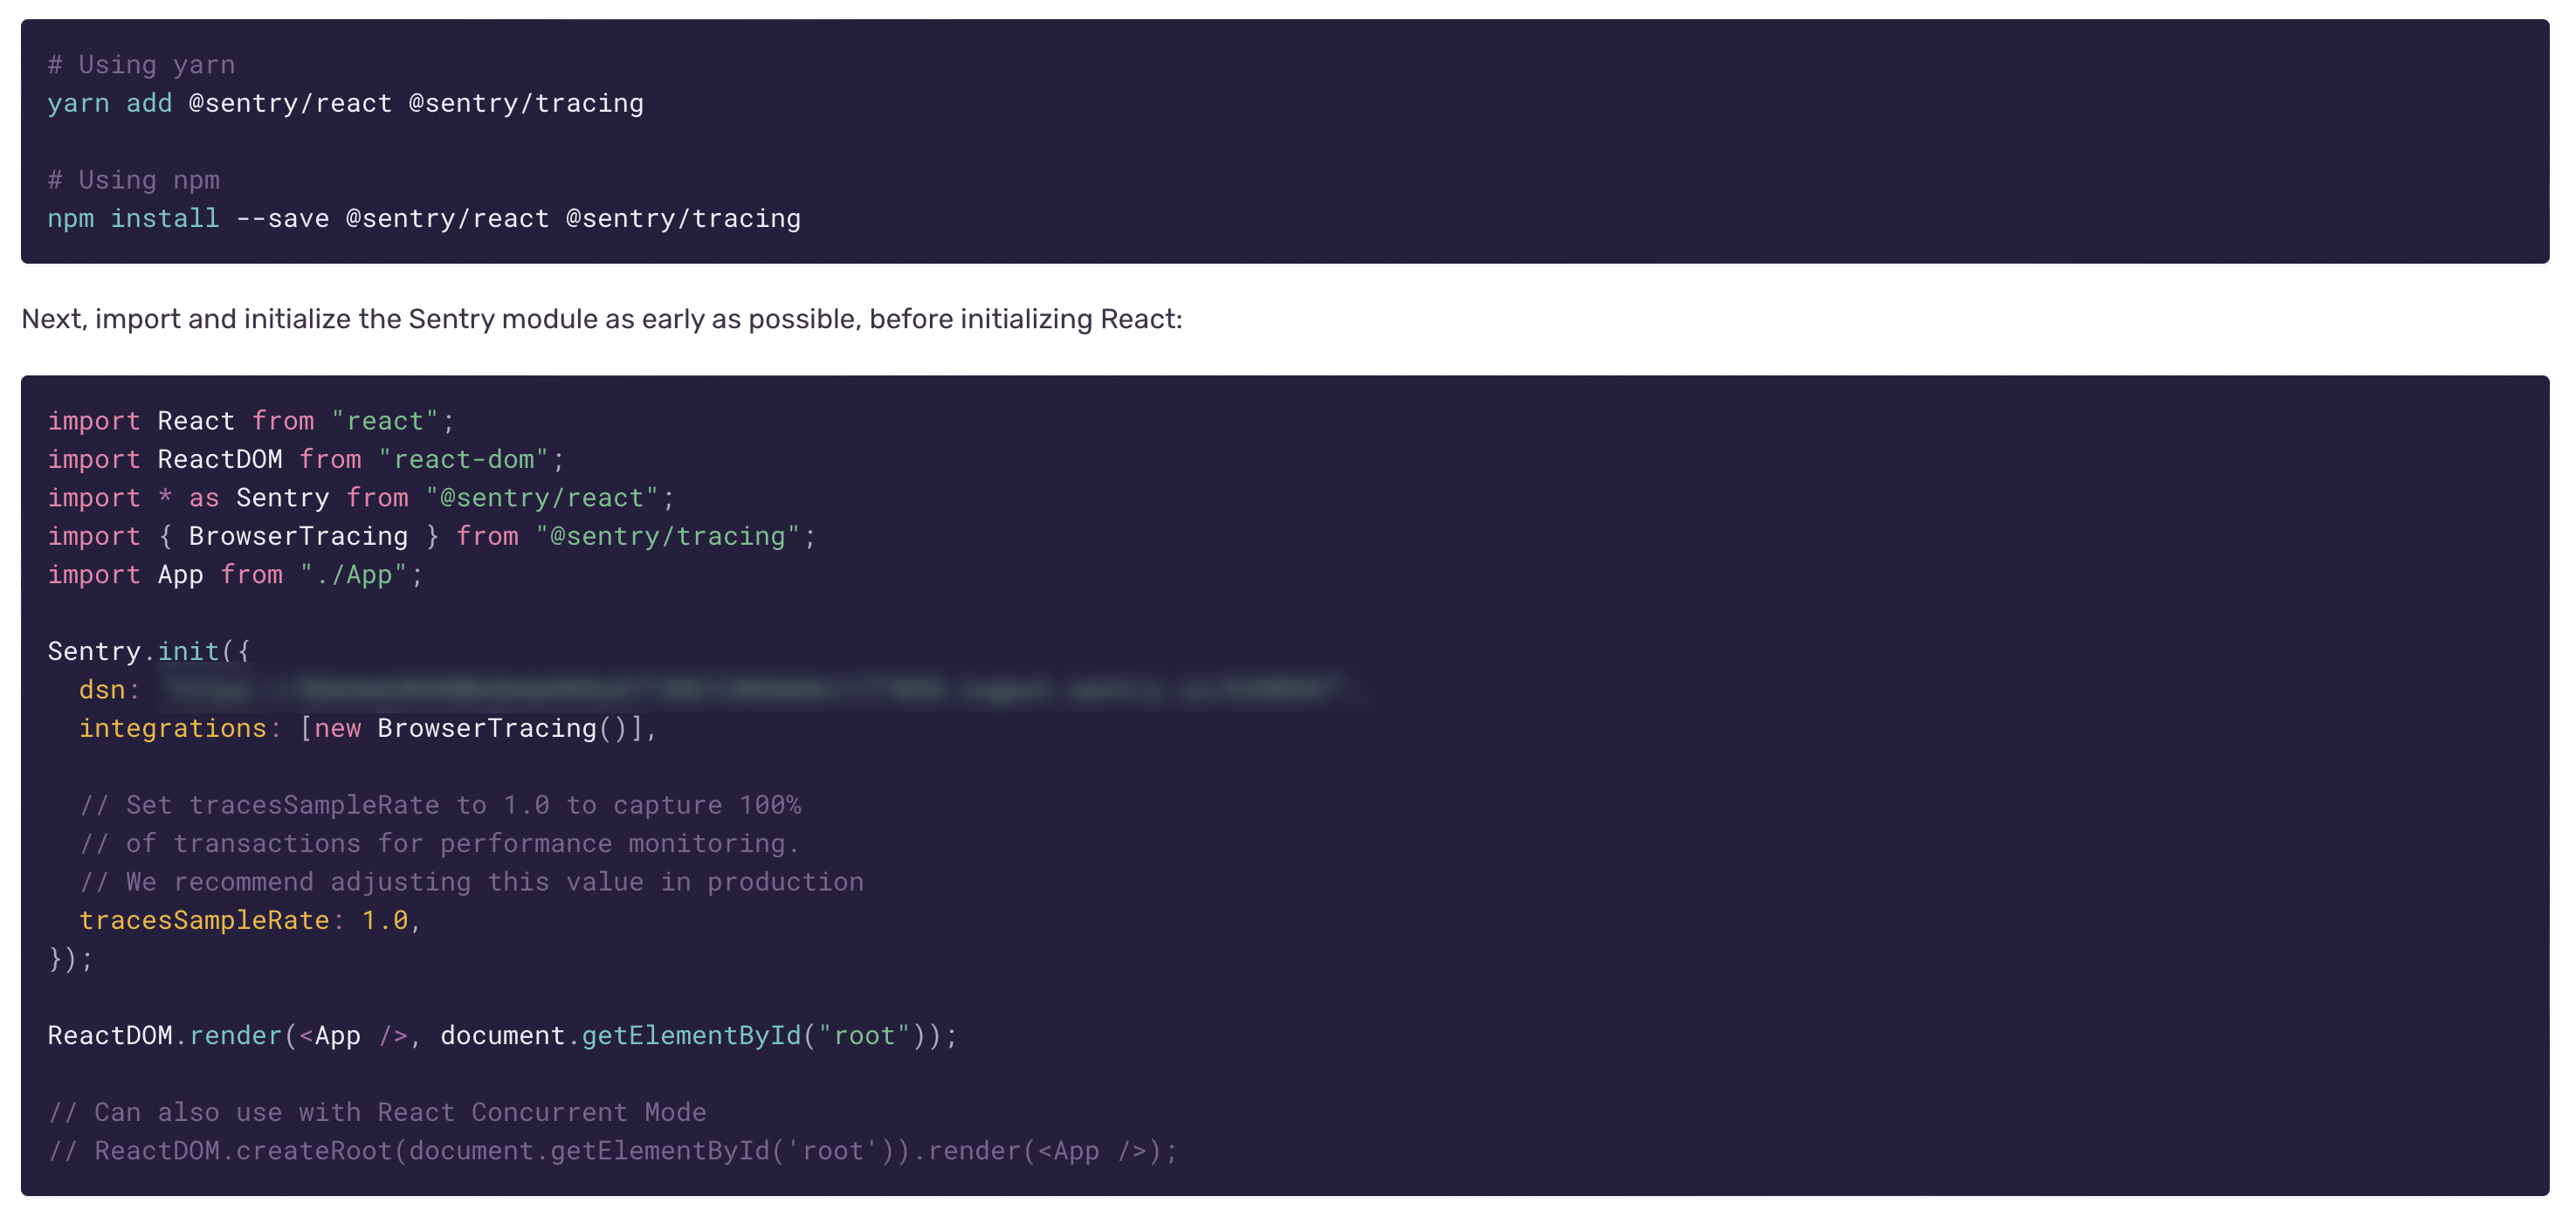 # Using yarn
yarn add @sentry/react @sentry/tracing
# Using npm
npm install --save @sentry/react @sentry/tracing
Next, import and initialize the Sentry module as early as possible, before initializing React:
import React from "react";
import ReactDOM from "react-dom";
import * as Sentry from "@sentry/react";
import { BrowserTracing } from "@sentry/tracing";
import App from "./App";
Sentry.init({
  dsn:
  integrations: [new BrowserTracing()],
  // Set tracesSampleRate to 1.0 to capture 100%
  // of transactions for performance monitoring.
  // We recommend adjusting this value in production
  tracesSampleRate: 1.0,
});
ReactDOM.render(<App />, document.getElementById("root"));
// Can also use with React Concurrent Mode
// ReactDOM.createRoot(document.getElementById('root')).render(<App />);